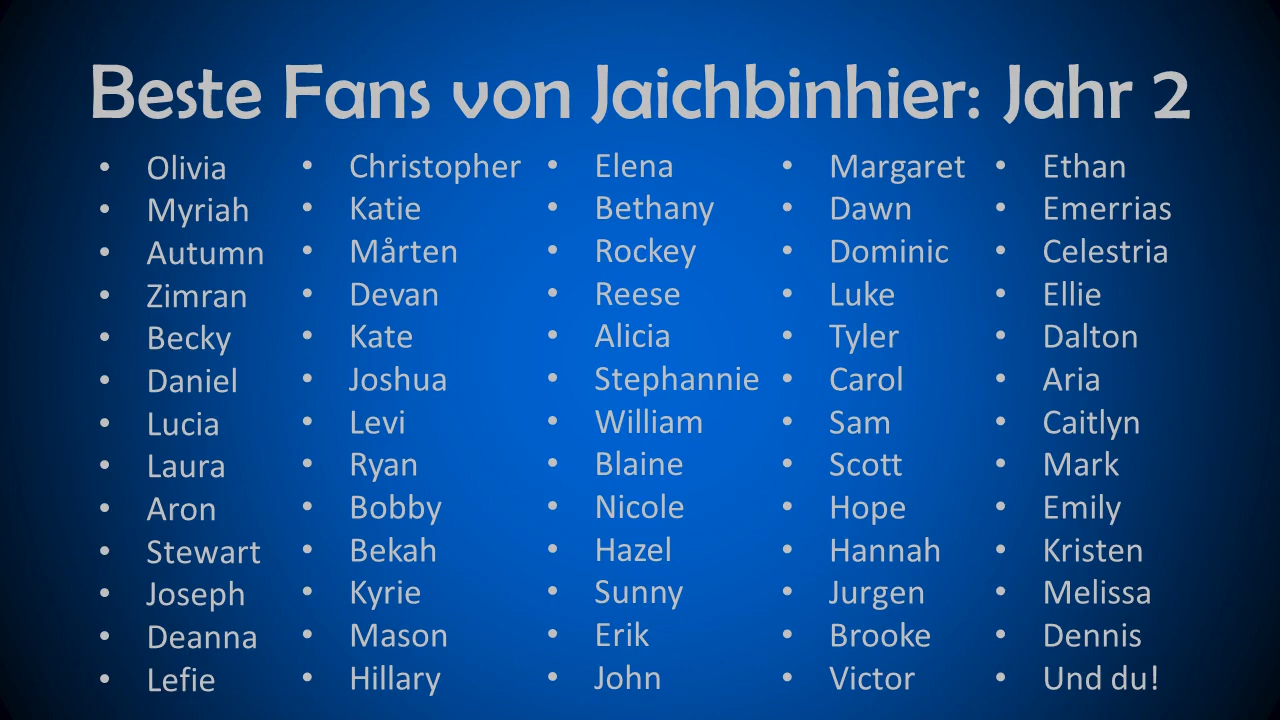 Beste Fans von Jaichbinhier: Jahr 2
• Olivia
• Myriah
• Autumn
• Zimran
• Becky
• Daniel
• Lucia
• Laura
• Aron
• Stewart
• Joseph
• Deanna
• Lefie
• Christopher
• Katie
• Mårten
• Devan
• Kate
• Joshua
• Levi
• Ryan
• Bobby
• Bekah
• Kyrie
• Mason
• Hillary
• Elena
• Bethany
• Rockey
• Reese
• Alicia
• Stephannie
• William
• Blaine
• Nicole
• Hazel
• Sunny
• Erik
• John
• Margaret
• Dawn
• Dominic
• Luke
• Tyler
• Carol
• Sam
• Scott
• Hope
• Hannah
• Jurgen
• Brooke
• Victor
• Ethan
• Emerrias
• Celestria
• Ellie
• Dalton
• Aria
• Caitlyn
• Mark
• Emily
• Kristen
• Melissa
• Dennis
• Und du!